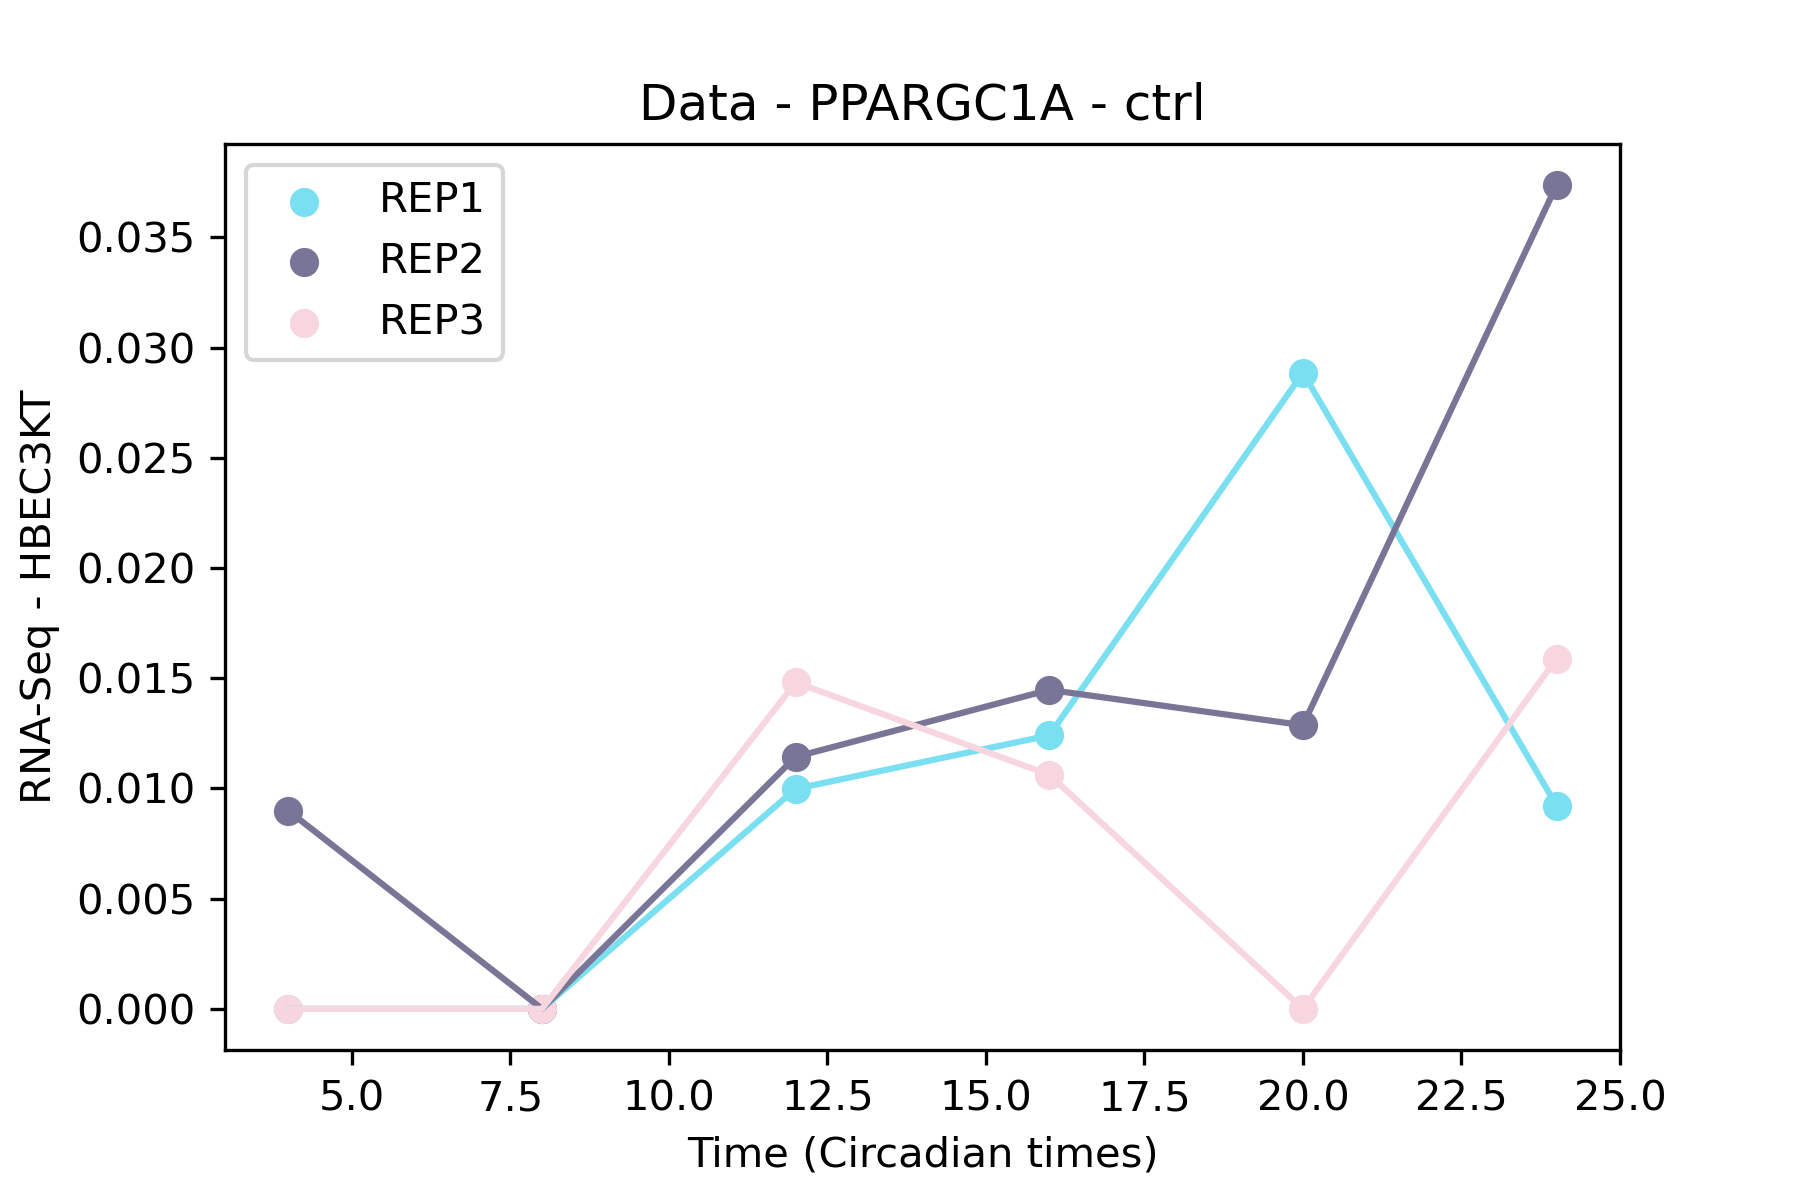 Data - PPARGC1A - ctrl
REP1
REP2
REP3
0.035
0.030
0.025
0.020
0.015
0.010
0.005
0.000
RNA-Seq - HBEC3KT
5.0 7.5 10.0 12.5 15.0 17.5 20.0 22.5 25.0
Time (Circadian times)